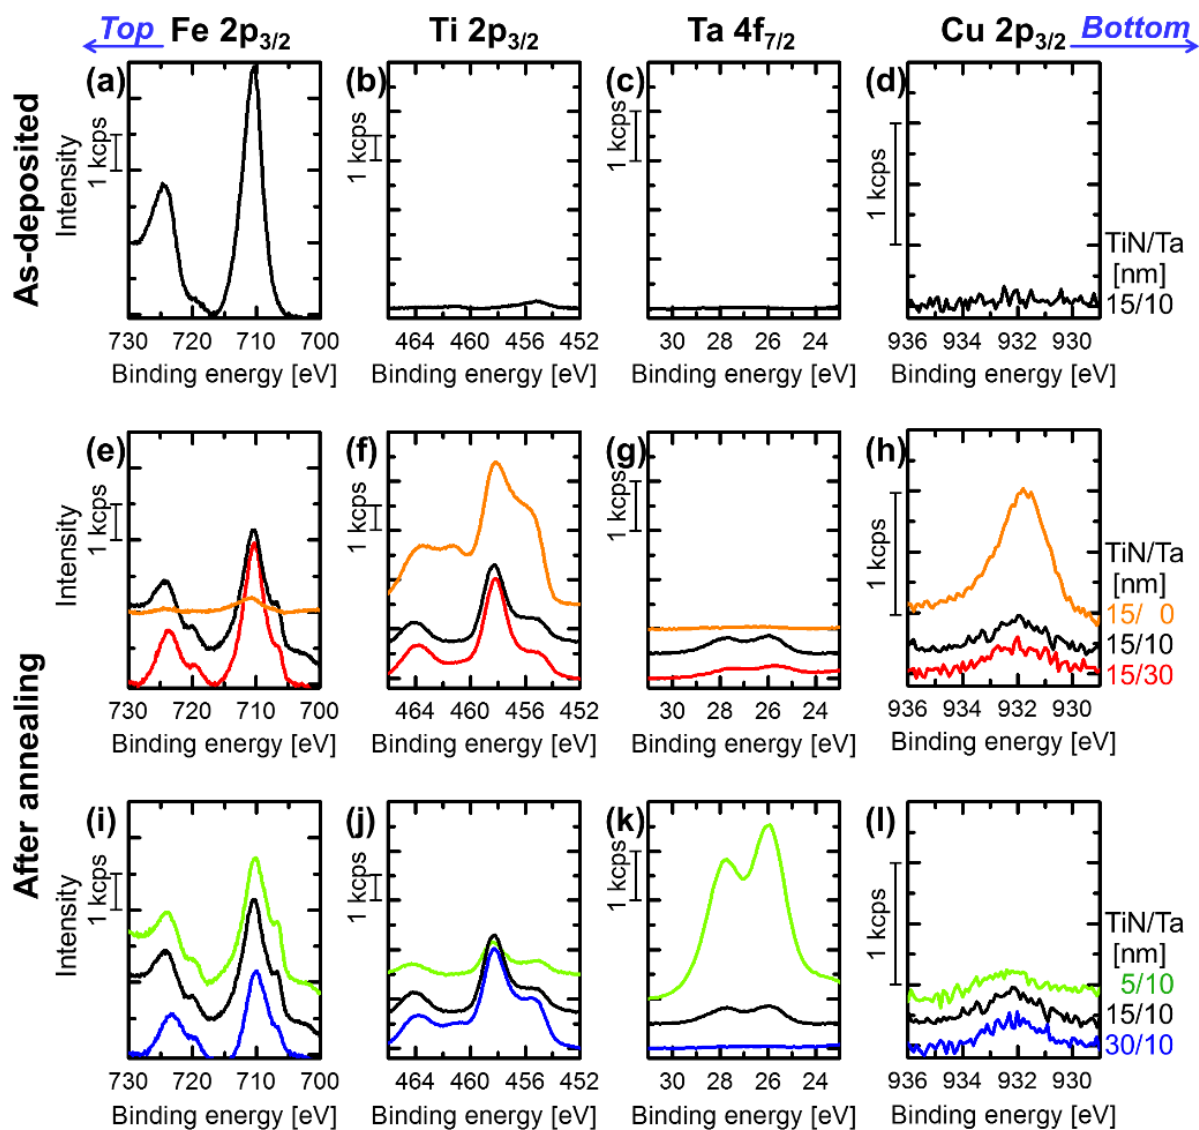 Top Fe 2p3/2 Ti 2p3/2 Ta 4f7/2 Cu 2p3/2 Bottom
As-deposited
(a) (b) (c) (d)
Intensity
1 kcps 1 kcps 1 kcps 1 kcps
TiN/Ta
[nm]
15/10
730 720 710 700 464 460 456 452 30 28 26 24 936 934 932 930
Binding energy [eV] Binding energy [eV] Binding energy [eV] Binding energy [eV]
After annealing
(e) (f) (g) (h)
Intensity
1 kcps 1 kcps 1 kcps 1 kcps
TiN/Ta
[nm]
15/ 0
15/10
15/30
730 720 710 700 464 460 456 452 30 28 26 24 936 934 932 930
Binding energy [eV] Binding energy [eV] Binding energy [eV] Binding energy [eV]
(i) (j) (k) (l)
Intensity
1 kcps 1 kcps 1 kcps 1 kcps
TiN/Ta
[nm]
5/10
15/10
30/10
730 720 710 700 464 460 456 452 30 28 26 24 936 934 932 930
Binding energy [eV] Binding energy [eV] Binding energy [eV] Binding energy [eV]